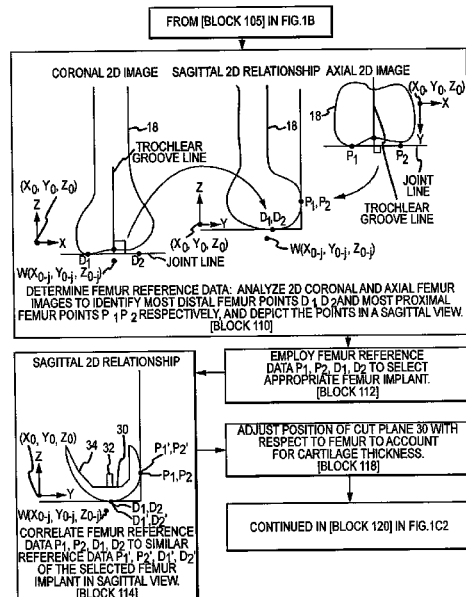 FROM [BLOCK 105] IN FIG.1B
CORONAL 2D IMAGE
SAGITTAL 2D RELATIONSHIP
AXIAL 2D IMAGE
18
TROCHLEAR
GROOVE LINE
Z
X
(X0, Y0, Z0)
D1
D2
JOINT LINE
W(X0-j, Y0-j, Z0-j)
18
Z
Y
(X0, Y0, Z0)
P1, P2
D1, D2
W(X0-j, Y0-j, Z0-j)
18
(X0, Y0, Z0)
X
Y
P1
P2
JOINT
LINE
TROCHLEAR
GROOVE LINE
DETERMINE FEMUR REFERENCE DATA: ANALYZE 2D CORONAL AND AXIAL FEMUR
IMAGES TO IDENTIFY MOST DISTAL FEMUR POINTS D1 D2 AND MOST PROXIMAL
FEMUR POINTS P1 P2 RESPECTIVELY, AND DEPICT THE POINTS IN A SAGITTAL VIEW.
[BLOCK 110]
EMPLOY FEMUR REFERENCE
DATA P1, P2, D1, D2 TO SELECT
APPROPRIATE FEMUR IMPLANT.
[BLOCK 112]
SAGITTAL 2D RELATIONSHIP
(X0, Y0, Z0)
34
32
30
P1', P2'
P1, P2
Z
Y
W(X0-j, Y0-j, Z0-j)
D1, D2
D1', D2'
CORRELATE FEMUR REFERENCE
DATA P1, P2, D1, D2 TO SIMILAR
REFERENCE DATA P1', P2', D1', D2'
OF THE SELECTED FEMUR
IMPLANT IN SAGITTAL VIEW.
[BLOCK 114]
ADJUST POSITION OF CUT PLANE 30 WITH
RESPECT TO FEMUR TO ACCOUNT
FOR CARTILAGE THICKNESS.
[BLOCK 118]
CONTINUED IN [BLOCK 120] IN FIG.1C2